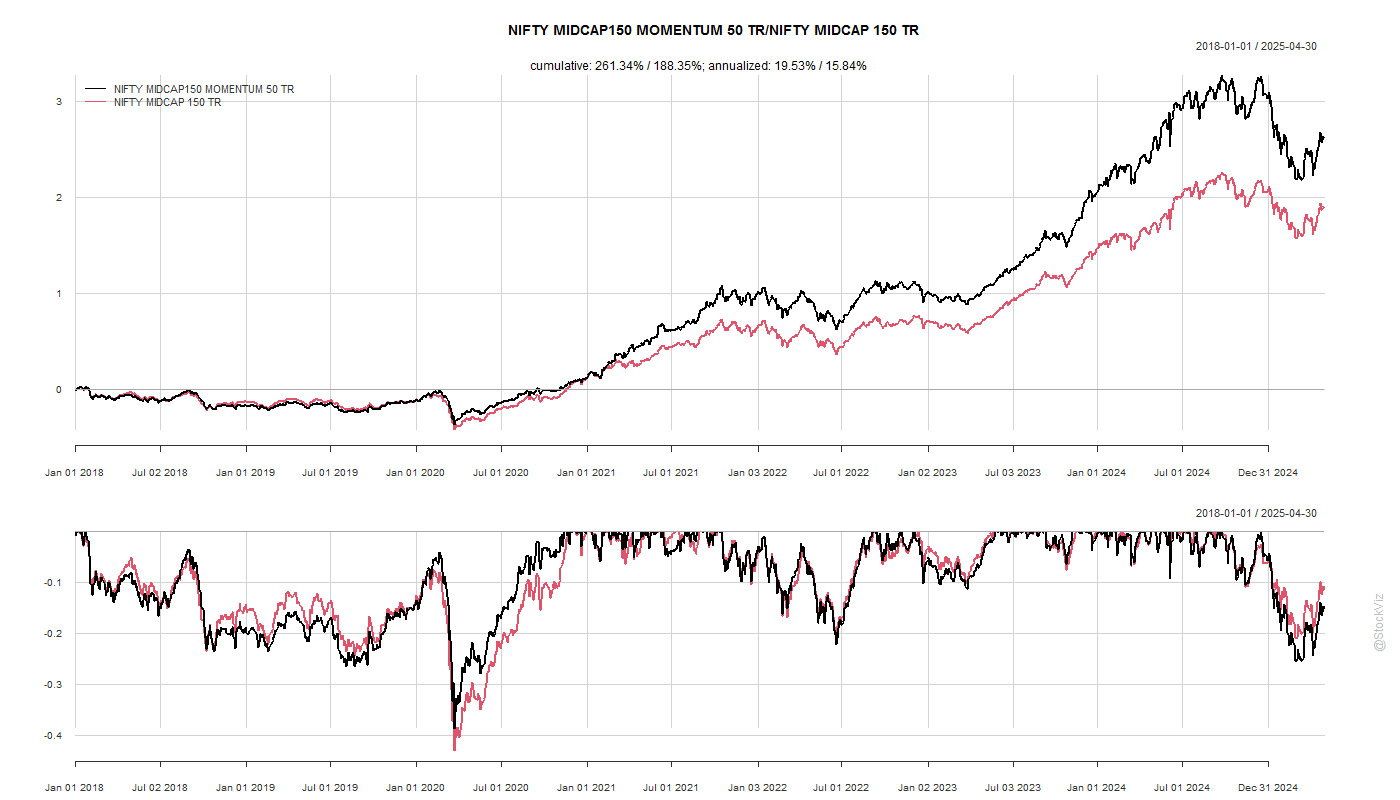 NIFTY MIDCAP150 MOMENTUM 50 TR/NIFTY MIDCAP 150 TR
2018-01-01 / 2025-04-30
cumulative: 261.34% / 188.35%; annualized: 19.53% / 15.84%
NIFTY MIDCAP150 MOMENTUM 50 TR
NIFTY MIDCAP 150 TR
3
2
1
0
Jan 01 2018 Jul 02 2018 Jan 01 2019 Jul 01 2019 Jan 01 2020 Jul 01 2020 Jan 01 2021 Jul 01 2021 Jan 03 2022 Jul 01 2022 Jan 02 2023 Jul 03 2023 Jan 01 2024 Jul 01 2024 Dec 31 2024
2018-01-01 / 2025-04-30
-0.1
-0.2
-0.3
-0.4
Jan 01 2018 Jul 02 2018 Jan 01 2019 Jul 01 2019 Jan 01 2020 Jul 01 2020 Jan 01 2021 Jul 01 2021 Jan 03 2022 Jul 01 2022 Jan 02 2023 Jul 03 2023 Jan 01 2024 Jul 01 2024 Dec 31 2024
@StockViz